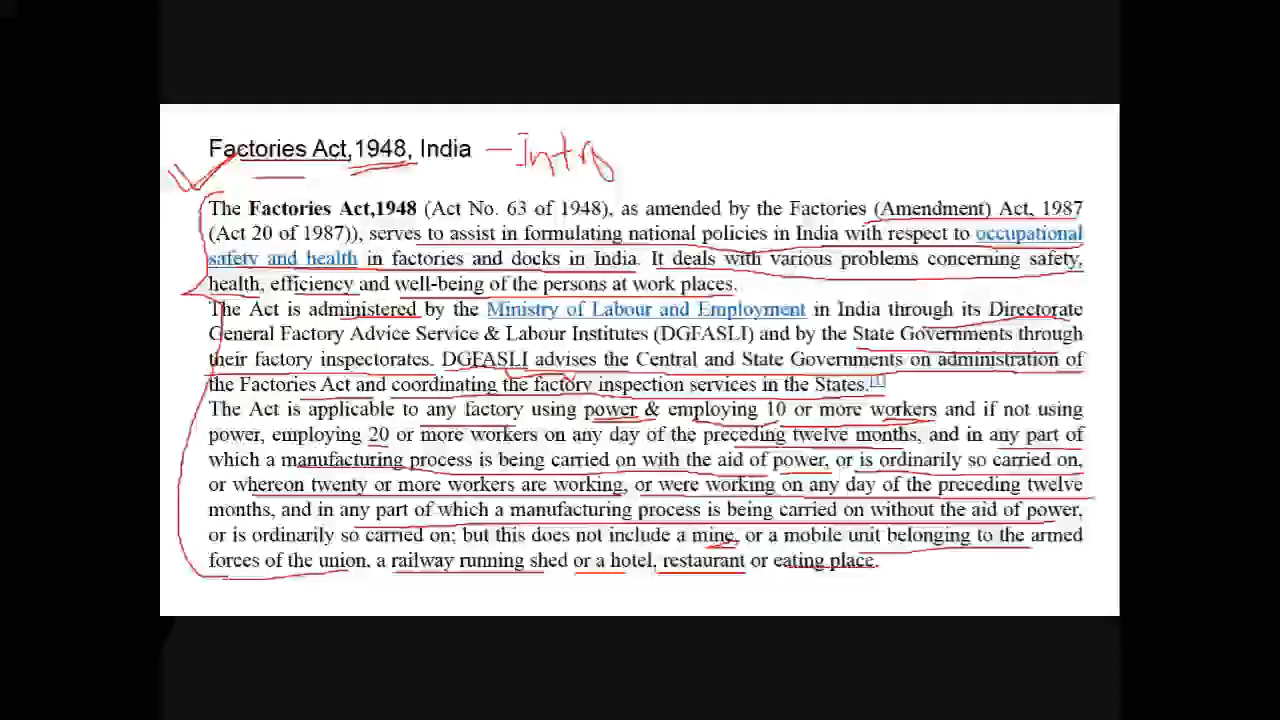 Factories Act,1948, India - Intro
The Factories Act,1948 (Act No. 63 of 1948), as amended by the Factories (Amendment) Act, 1987
(Act 20 of 1987)), serves to assist in formulating national policies in India with respect to occupational
safety and health in factories and docks in India. It deals with various problems concerning safety,
health, efficiency and well-being of the persons at work places.
The Act is administered by the Ministry of Labour and Employment in India through its Directorate
General Factory Advice Service & Labour Institutes (DGFASLI) and by the State Governments through
their factory inspectorates. DGFASLI advises the Central and State Governments on administration of
the Factories Act and coordinating the factory inspection services in the States.[1]
The Act is applicable to any factory using power & employing 10 or more workers and if not using
power, employing 20 or more workers on any day of the preceding twelve months, and in any part of
which a manufacturing process is being carried on with the aid of power, or is ordinarily so carried on,
or whereon twenty or more workers are working, or were working on any day of the preceding twelve
months, and in any part of which a manufacturing process is being carried on without the aid of power,
or is ordinarily so carried on; but this does not include a mine, or a mobile unit belonging to the armed
forces of the union, a railway running shed or a hotel, restaurant or eating place.